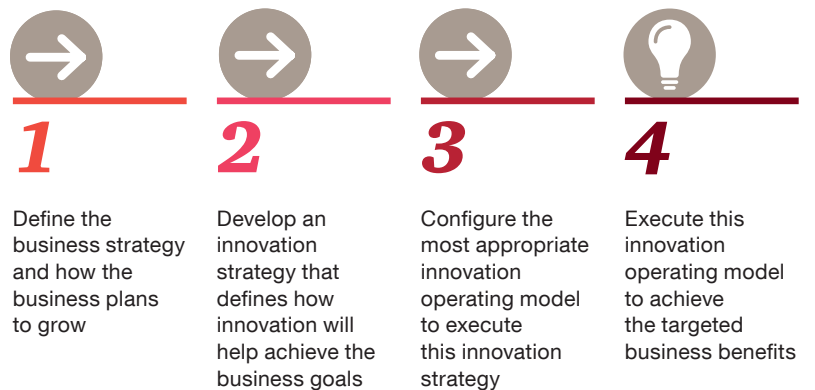 1
Define the
business strategy
and how the
business plans
to grow
2
Develop an
innovation
strategy that
defines how
innovation will
help achieve the
business goals
3
Configure the
most appropriate
innovation
operating model
to execute
this innovation
strategy
4
Execute this
innovation
operating model
to achieve
the targeted
business benefits